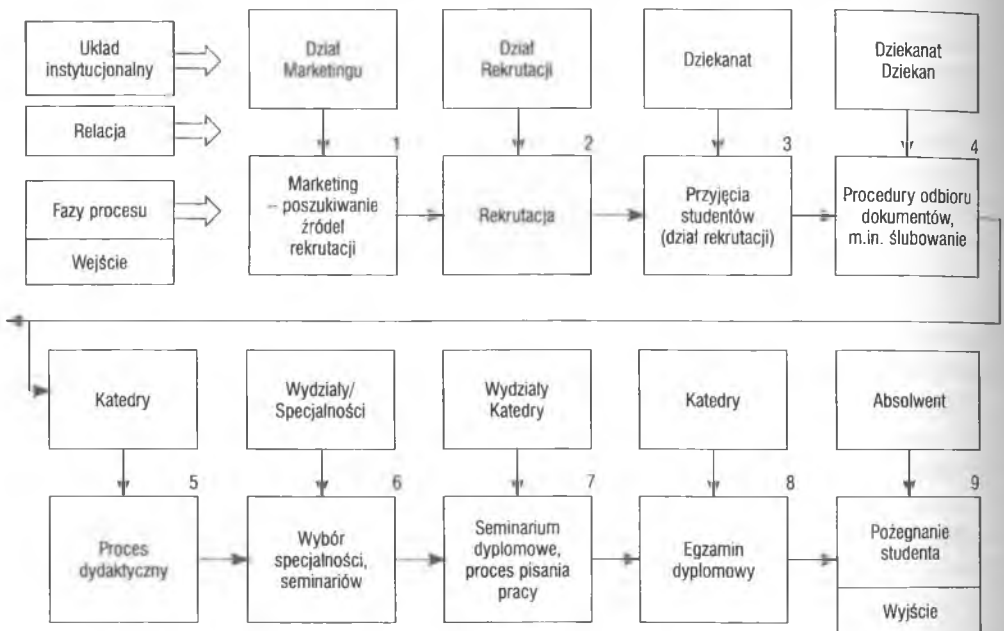 Układ
instytucjonalny
Dział
Marketingu
Dział
Rekrutacji
Dziekanat
Dziekanat
Dziekan
Relacja
1
2
3
4
Fazy procesu
Wejście
Marketing
– poszukiwanie
źródeł
rekrutacji
Rekrutacja
Przyjęcia
studentów
(dział rekrutacji)
Procedury odbioru
dokumentów,
m.in. ślubowanie
Katedry
Wydziały/
Specjalności
Wydziały
Katedry
Katedry
Absolwent
5
6
7
8
9
Proces
dydaktyczny
Wybór
specjalności,
seminariów
Seminarium
dyplomowe,
proces pisania
pracy
Egzamin
dyplomowy
Pożegnanie
studenta
Wyjście